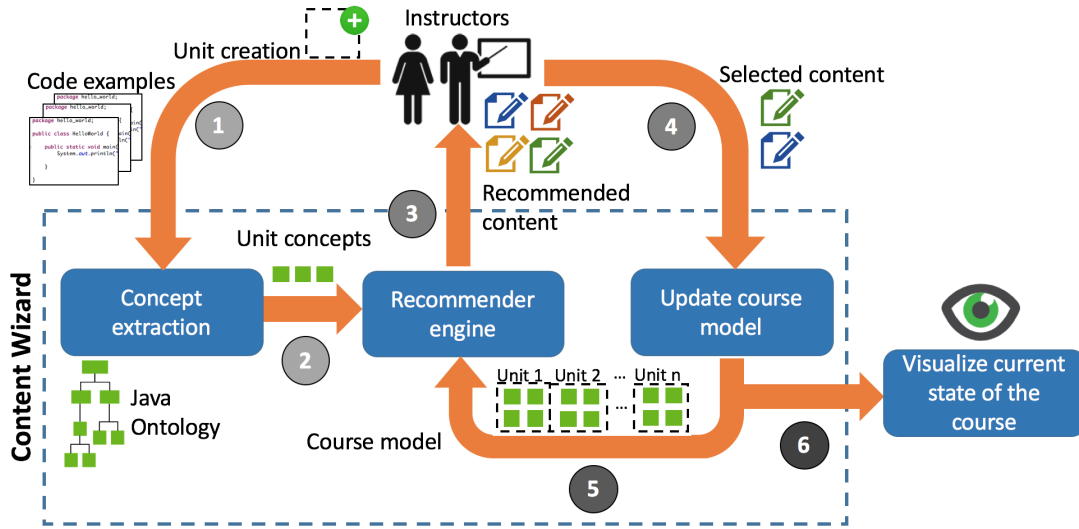 Instructors
Unit creation
Code examples
package hello_world;
package hello_world;
package hello_world;
public class HelloWorld {
public static void main(
System.out.println("
}
}
1
4
Selected content
3
Recommended
content
Unit concepts
Content Wizard
Concept
extraction
Recommender
engine
Update course
model
2
Java
Ontology
Unit 1 Unit 2 ... Unit n
...
Course model
5
6
Visualize current
state of the
course